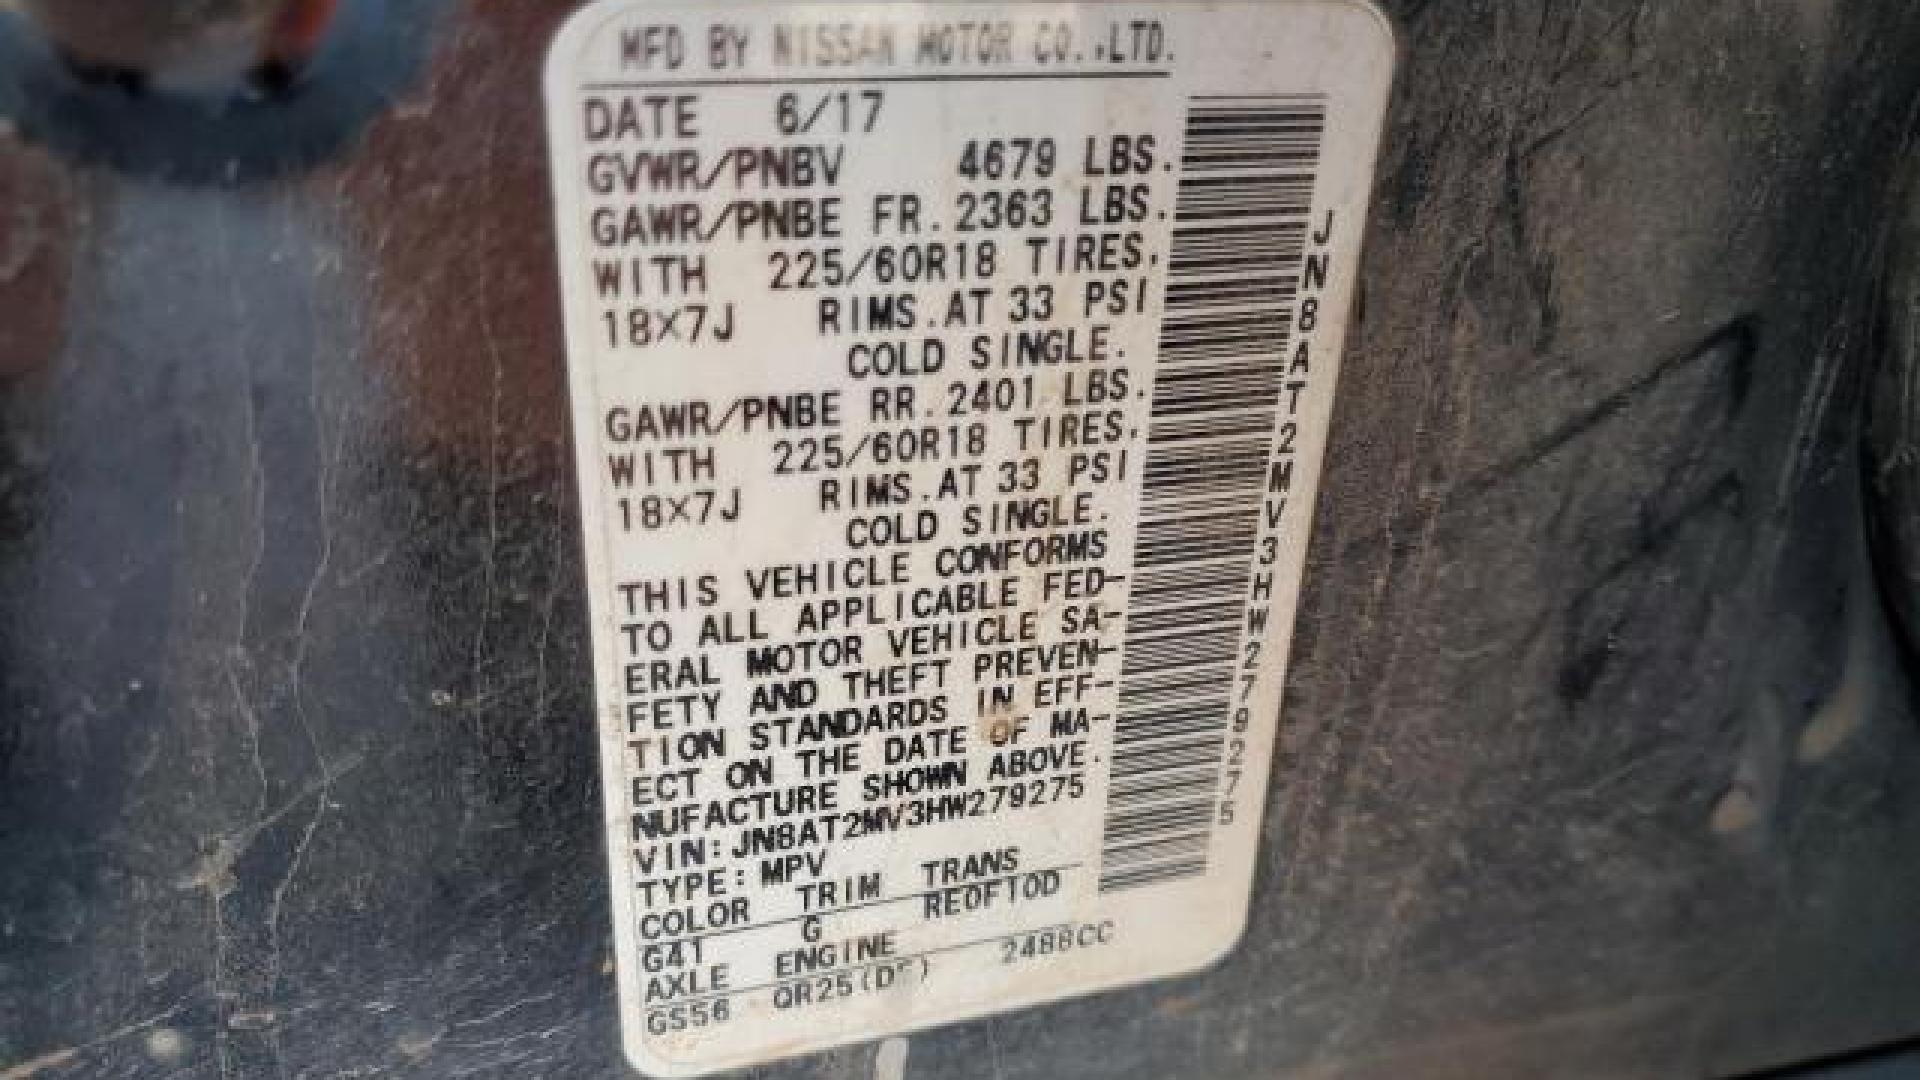 MFD BY NISSAN MOTOR CO.,LTD.
DATE 6/17
GVWR/PNBV 4679 LBS.
GAWR/PNBE FR.2363 LBS.
WITH 225/60R18 TIRES.
18×7J RIMS.AT 33 PSI
COLD SINGLE.
GAWR/PNBE RR.2401 LBS.
WITH 225/60R18 TIRES.
18×7J RIMS.AT 33 PSI
COLD SINGLE.
THIS VEHICLE CONFORMS
TO ALL APPLICABLE FED-
ERAL MOTOR VEHICLE SA-
FETY AND THEFT PREVEN-
TION STANDARDS IN EFF-
ECT ON THE DATE OF MA-
NUFACTURE SHOWN ABOVE.
VIN:JN8AT2MV3HW279275
TYPE:MPV
COLOR TRIM TRANS
G41 G RE0F10D
AXLE ENGINE
GS56 2488CC
JN8AT2MV3HW279275